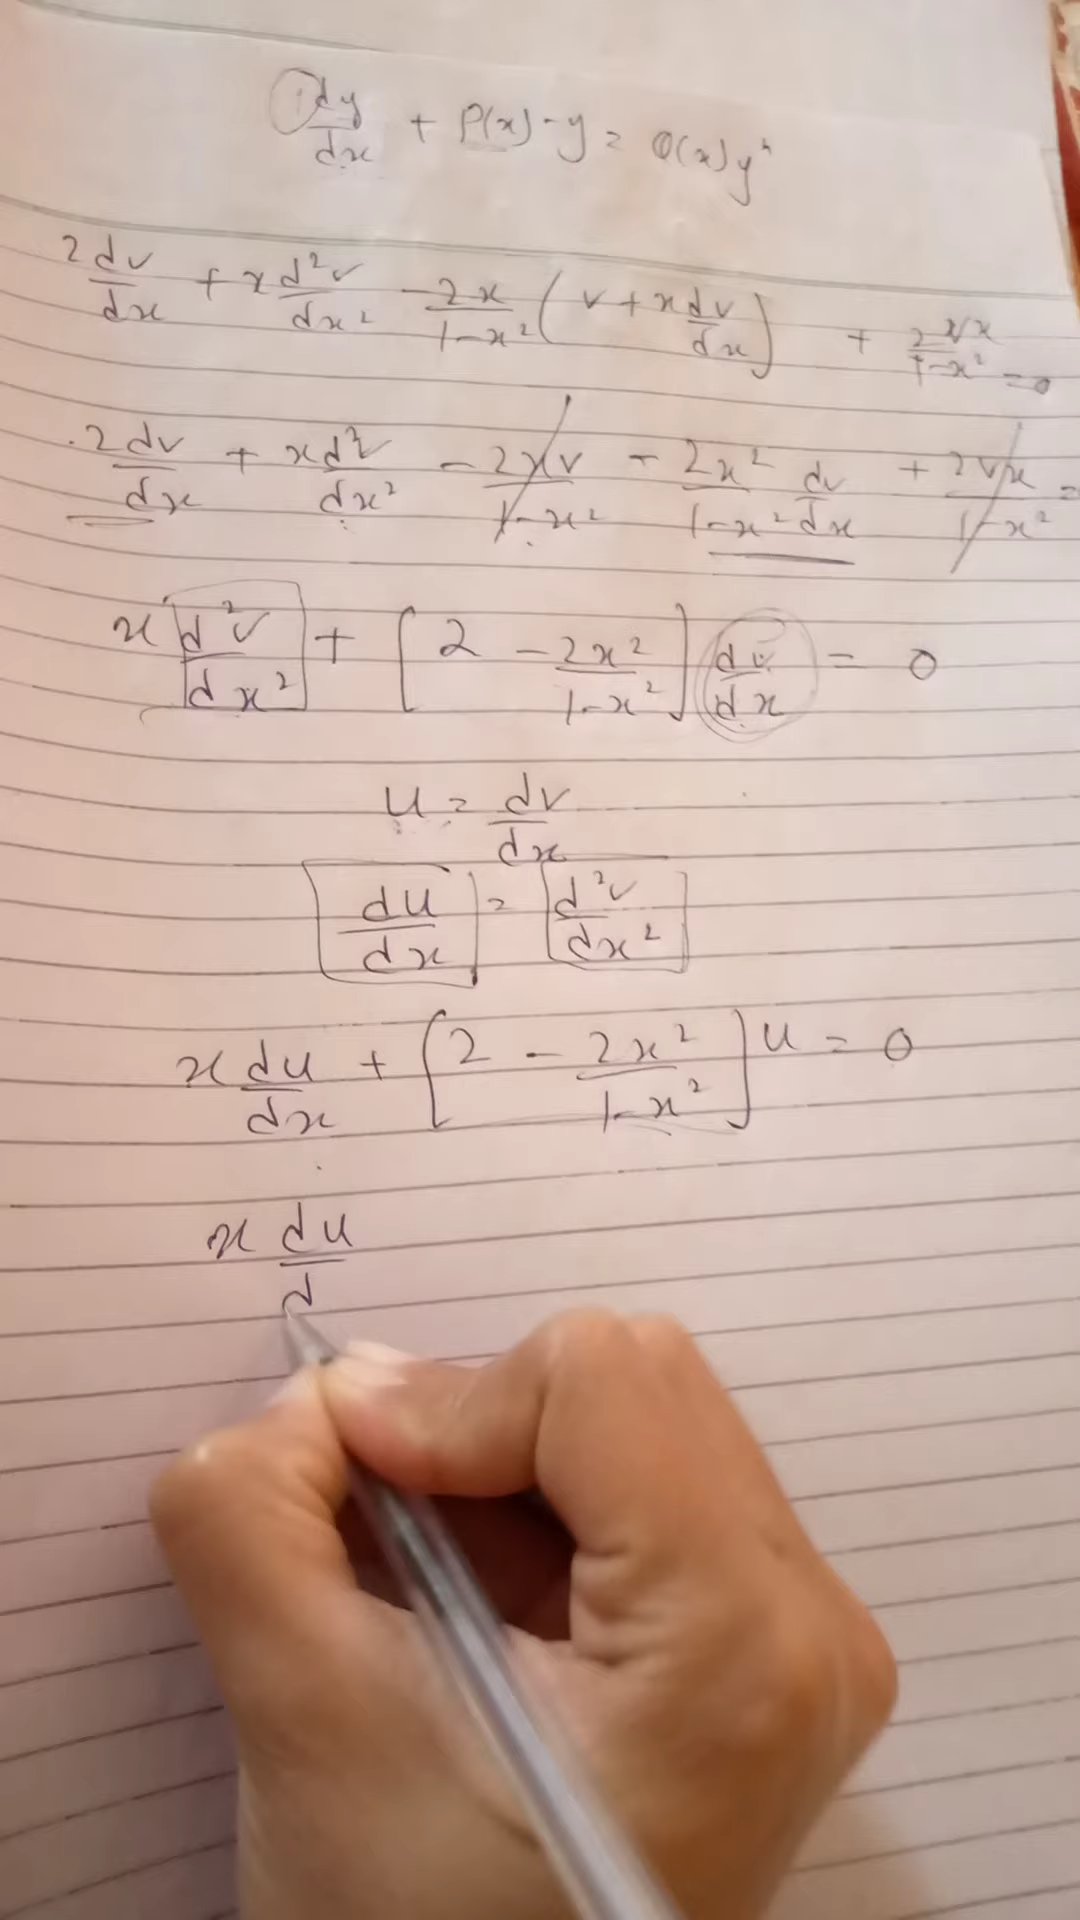 dy/dx + P(x) - y = Q(x)yⁿ
2 dv/dx + x d²v/dx² - 2x/1-x² (v + x dv/dx) + 2vx/1-x² = 0
2 dv/dx + x d²v/dx² - 2xv/1-x² - 2x²/1-x² dv/dx + 2vx/1-x² =
x d²v/dx² + [2 - 2x²/1-x²] dv/dx = 0
u = dv/dx
du/dx = d²v/dx²
x du/dx + [2 - 2x²/1-x²] u = 0
x du/d